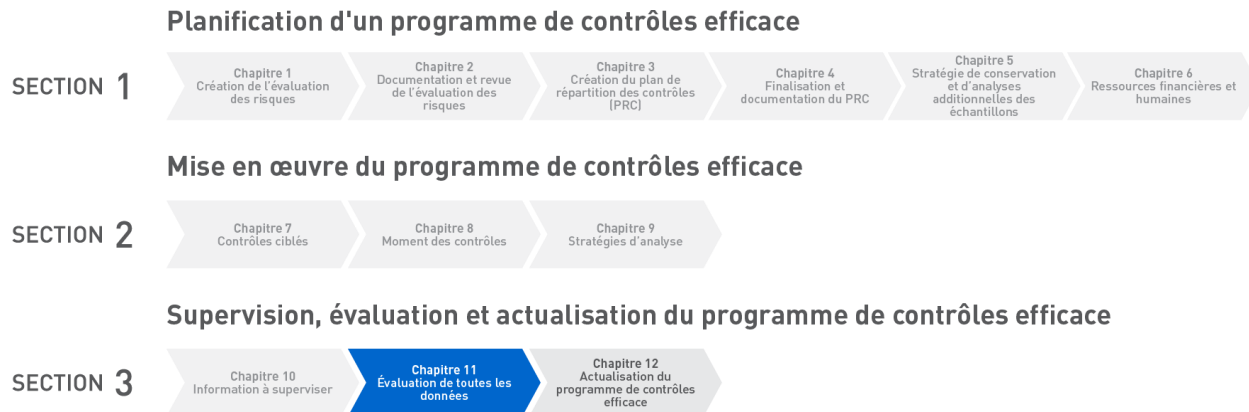 Planification d'un programme de contrôles efficace
SECTION 1
Chapitre 1
Création de l'évaluation
des risques
Chapitre 2
Documentation et revue
de l'évaluation des
risques
Chapitre 3
Création du plan de
répartition des contrôles
(PRC)
Chapitre 4
Finalisation et
documentation du PRC
Chapitre 5
Stratégie de conservation
et d'analyses
additionnelles des
échantillons
Chapitre 6
Ressources financières et
humaines
Mise en œuvre du programme de contrôles efficace
SECTION 2
Chapitre 7
Contrôles ciblés
Chapitre 8
Moment des contrôles
Chapitre 9
Stratégies d'analyse
Supervision, évaluation et actualisation du programme de contrôles efficace
SECTION 3
Chapitre 10
Information à superviser
Chapitre 11
Évaluation de toutes les
données
Chapitre 12
Actualisation du
programme de contrôles
efficace